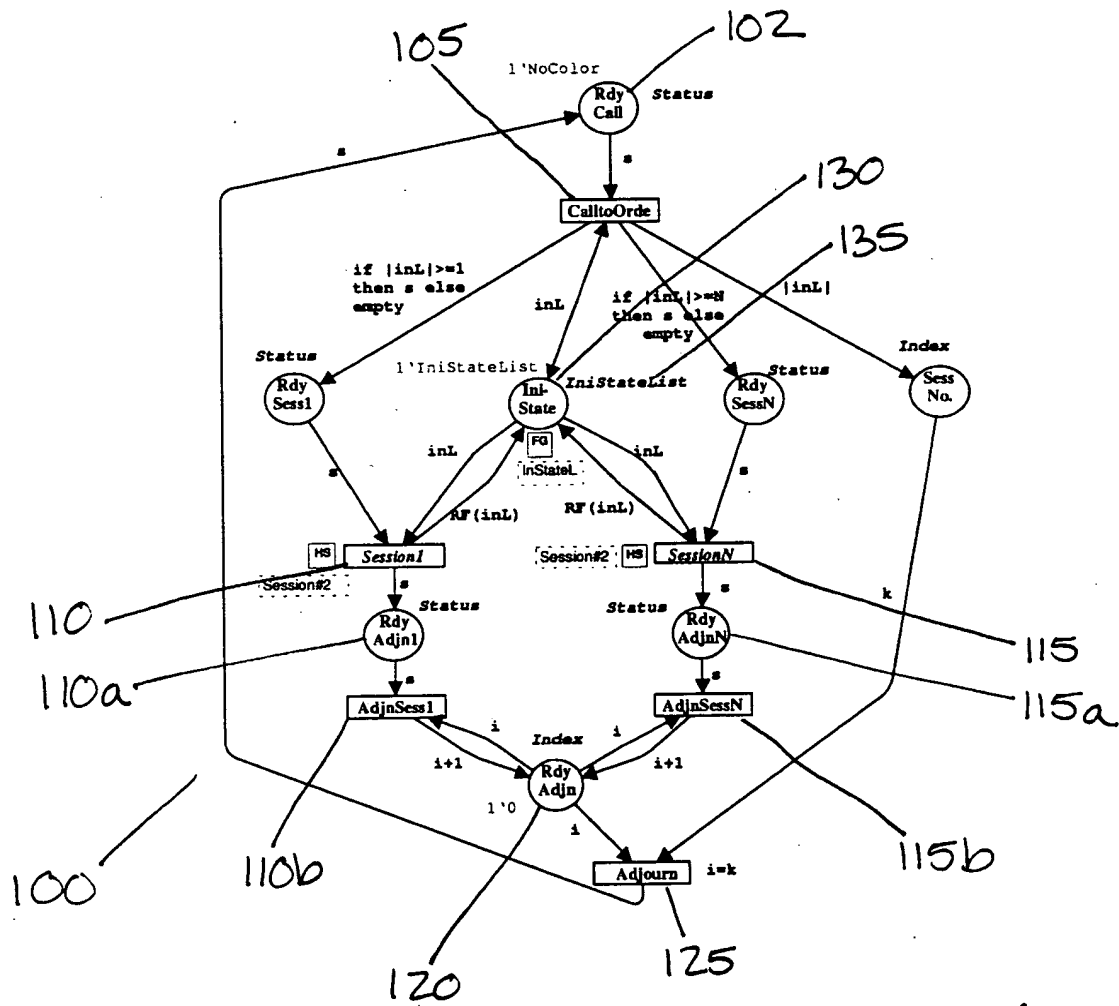 105
102
1'NoColor
Rdy
Call
Status
s
s
130
CalltoOrde
135
if |inL|>=1
then s else
empty
inL
if |inL|>=N
then s else
empty
|inL|
Status
1'IniStateList
IniStateList
Status
Index
Rdy
Sess1
Ini-
State
Rdy
SessN
Sess
No.
FG
InStateL
inL
inL
s
s
RF(inL)
RF(inL)
HS
Session1
Session#2
HS
SessionN
Session#2
s
s
k
110
Status
Status
115
Rdy
Adjn1
Rdy
AdjnN
110a
115a
s
s
AdjnSess1
AdjnSessN
i
Index
i
i+1
i+1
Rdy
Adjn
1'0
i
100
110b
115b
Adjourn
i=k
120
125